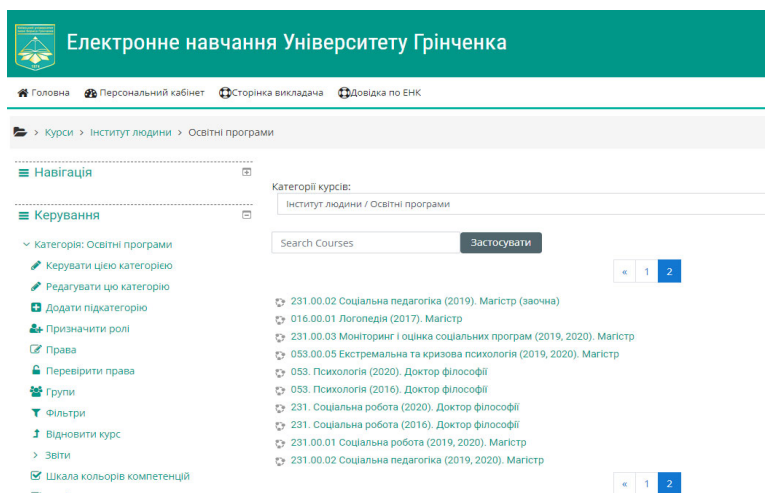 Електронне навчання Університету Грінченка
Головна Персональний кабінет Сторінка викладача Довідка по ЕНК
> Курси > Інститут людини > Освітні програми
Навігація
Категорії курсів:
Інститут людини / Освітні програми
Керування
Search Courses Застосувати
Категорія: Освітні програми
« 1 2
Керувати цією категорією
Редагувати цю категорію
Додати підкатегорію
Призначити ролі
Права
Перевірити права
Групи
Фільтри
Відновити курс
> Звіти
Шкала кольорів компетенцій
231.00.02 Соціальна педагогіка (2019). Магістр (заочна)
016.00.01 Логопедія (2017). Магістр
231.00.03 Моніторинг і оцінка соціальних програм (2019, 2020). Магістр
053.00.05 Екстремальна та кризова психологія (2019, 2020). Магістр
053. Психологія (2020). Доктор філософії
053. Психологія (2016). Доктор філософії
231. Соціальна робота (2020). Доктор філософії
231. Соціальна робота (2016). Доктор філософії
231.00.01 Соціальна робота (2019, 2020). Магістр
231.00.02 Соціальна педагогіка (2019, 2020). Магістр
« 1 2